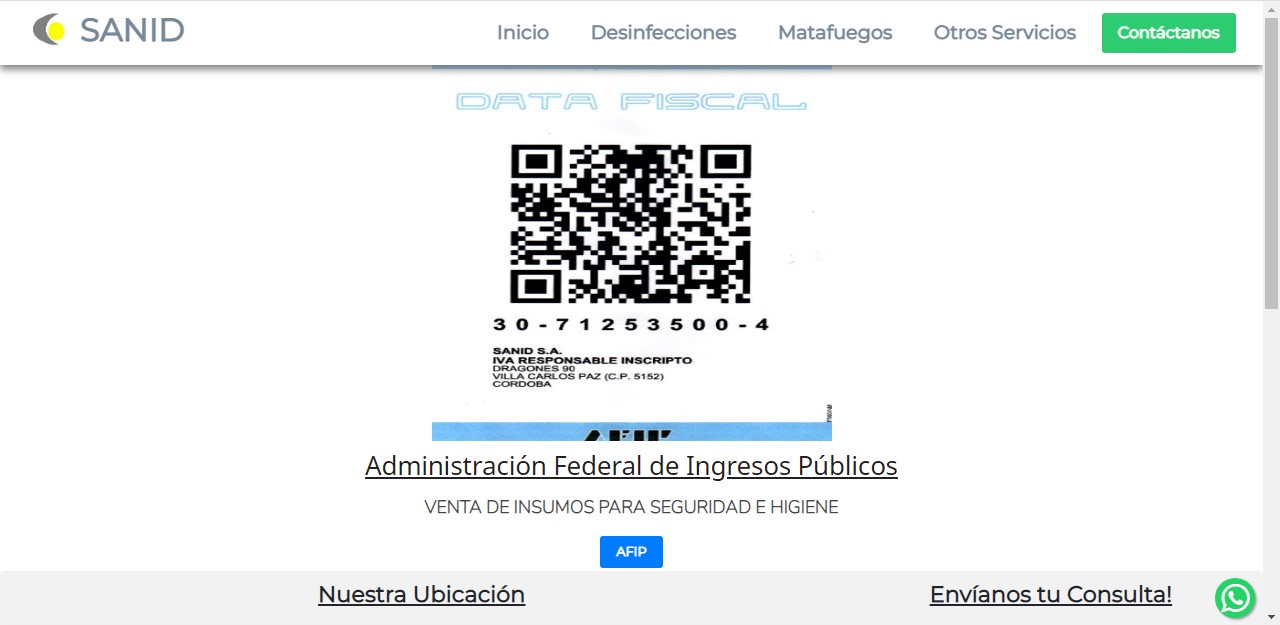 SANID
Inicio
Desinfecciones
Matafuegos
Otros Servicios
Contáctanos
DATA FISCAL
30-71253500-4
SANID S.A.
IVA RESPONSABLE INSCRIPTO
DRAGONES 90
VILLA CARLOS PAZ (C.P. 5152)
CORDOBA
AFIP
Administración Federal de Ingresos Públicos
VENTA DE INSUMOS PARA SEGURIDAD E HIGIENE
AFIP
Nuestra Ubicación
Envíanos tu Consulta!